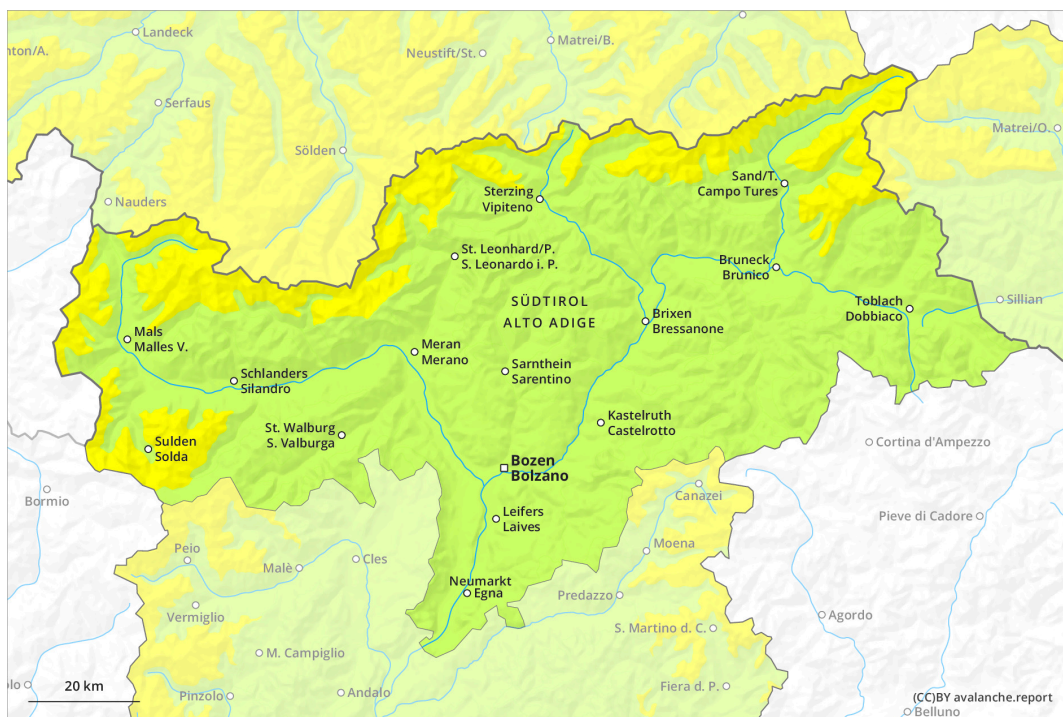 Landeck
nton/A.
Neustift/St.
Matrei/B.
Serfaus
Sölden
Matrei/O.
Nauders
Sand/T.
Campo Tures
Sterzing
Vipiteno
St. Leonhard/P.
S. Leonardo i. P.
Bruneck
Brunico
SÜDTIROL
ALTO ADIGE
Toblach
Dobbiaco
Sillian
Mals
Malles V.
Brixen
Bressanone
Meran
Merano
Sarnthein
Sarentino
Schlanders
Silandro
St. Walburg
S. Valburga
Kastelruth
Castelrotto
Sulden
Solda
Cortina d'Ampezzo
Bozen
Bolzano
Bormio
Canazei
Leifers
Laives
Pieve di Cadore
Peio
Malè
Cles
Moena
Neumarkt
Egna
Vermiglio
Predazzo
Agordo
S. Martino d. C.
M. Campiglio
20 km
olo
Pinzolo
Andalo
Fiera d. P.
(CC)BY avalanche.report
Belluno